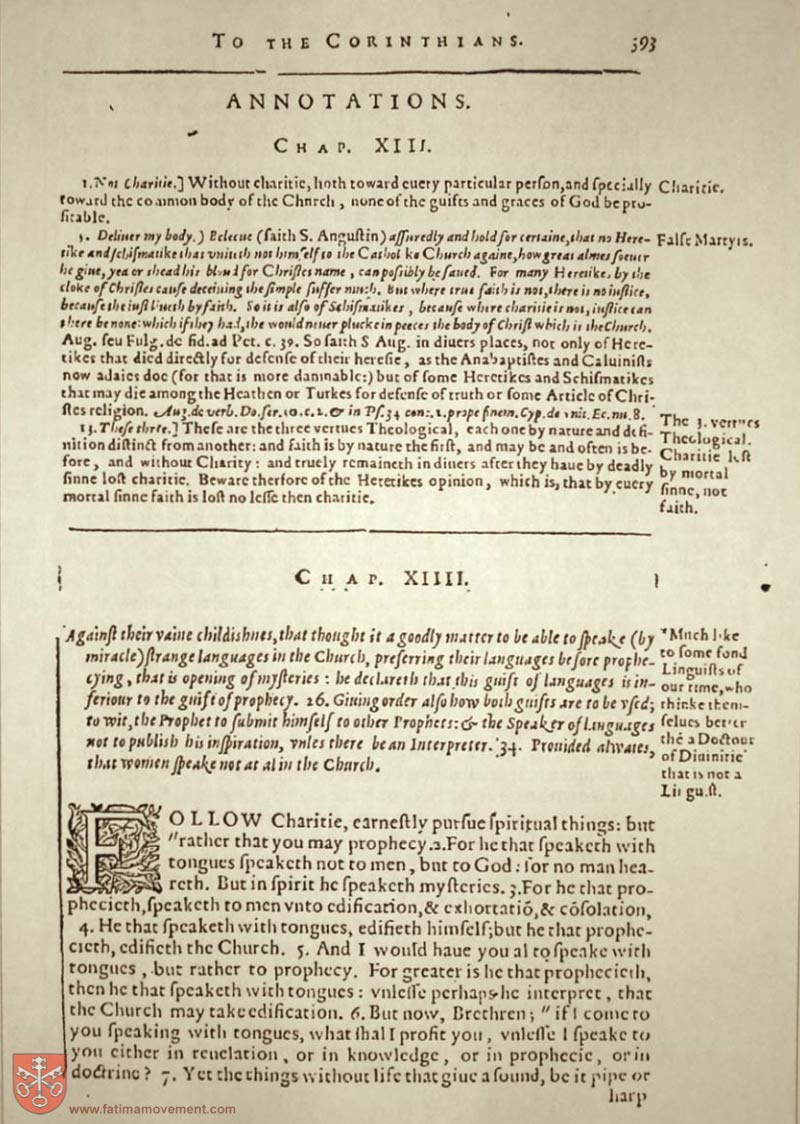 TO THE CORINTHIANS. 393
ANNOTATIONS.
CHAP. XIII.
1. Not Charitie.] Without charitie, both toward euery particular perſon, and ſpecially
toward the common body of the Church, none of the guifts and graces of God be pro-
fitable.
Charitie.
3. Deliuer my body.) Beleeue (faith S. Auguſtin) aſſuredly and hold for certaine, that no Here-
tike and ſchiſmatike that vniteth not himſelf to the Catholike Church againe, how great almes ſoeuer
he giue, yea or shead his bloud for Chriſtes name, can poſsibly be ſaued. For many Heretikes by the
cloke of Chriſtes cauſe deceiuing the ſimple ſuffer much. But where true faith is not, there is no iuſtice,
becauſe the iuſt liueth by faith. So it is alſo of Schiſmatikes, becauſe where charitie is not, iuſtice can
there be none: which if they had, the would neuer plucke in peeces the body of Chriſt which is the Church.
Aug. ſeu Fulg. de fid. ad Pet. c. 39. So ſaith S Aug. in diuers places, not only of Here-
tikes that died directly for defenſe of their hereſie, as the Anabaptiſtes and Caluiniſts
now adaies doe (for that is more damnable:) but of ſome Heretikes and Schiſmatikes
that may die among the Heathen or Turkes for defenſe of truth or ſome Article of Chri-
ſtes religion. Aug. de verb. Do. ſer. 10. c. 2. & in Pſ. 34 con: 2. prope finem. Cyp. de vnit. Ec. nu. 8.
Falſe Martyrs.
13. Theſe three.] Theſe are the three vertues Theological, each one by nature and defi-
nition diſtinct from another: and faith is by nature the firſt, and may be and often is be-
fore, and without Charity: and truely remaineth in diuers after they haue by deadly
ſinne loſt charitie. Beware therfore of the Heretikes opinion, which is, that by euery
mortal ſinne faith is loſt no leſſe then charitie.
The 3. vertues
Theological.
Charitie loſt
by mortal
ſinne, not
faith.
CHAP. XIIII.
Againſt their vaine childiſhnes, that thought it a goodly matter to be able to ſpeake (by
miracle) ſtrange languages in the Church, preferring their languages before prophe-
cying, that is opening of myſteries: he declareth that this guift of languages is in-
feriour to the guift of prophecy. 26. Giuing order alſo how both guifts are to be vſed;
to wit, the Prophet to ſubmit himſelf to other Prophets: & the Speaker of languages
not to publish his inſpiration, vnles there be an Interpreter. 34. Prouided alwaies,
that women ſpeake not at al in the Church.
*Much like
to ſome fond
Linguiſts of
our time, who
thinke them-
ſelues better
thē a Doctour
of Diuinitie
that is not a
Linguiſt.
FOLLOW Charitie, earneſtly purſue ſpiritual things: but
"rather that you may prophecy. 2. For he that ſpeaketh with
tongues ſpeaketh not to men, but to God: for no man hea-
reth. But in ſpirit he ſpeaketh myſteries. 3. For he that pro-
phecieth, ſpeaketh to men vnto edification, & exhortatiō, & cōſolation,
4. He that ſpeaketh with tongues, edifieth himſelf; but he that prophe-
cieth, edifieth the Church. 5. And I would haue you al to ſpeake with
tongues, but rather to prophecy. For greater is he that prophecieth,
then he that ſpeaketh with tongues: vnleſſe perhaps he interpret, that
the Church may take edification. 6. But now, Brethren; "if I come to
you ſpeaking with tongues, what ſhal I profit you, vnleſſe I ſpeake to
you either in reuelation, or in knowledge, or in prophecie, or in
doctrine? 7. Yet the things without life that giue a ſound, be it pipe or
harp
www.fatimamovement.com